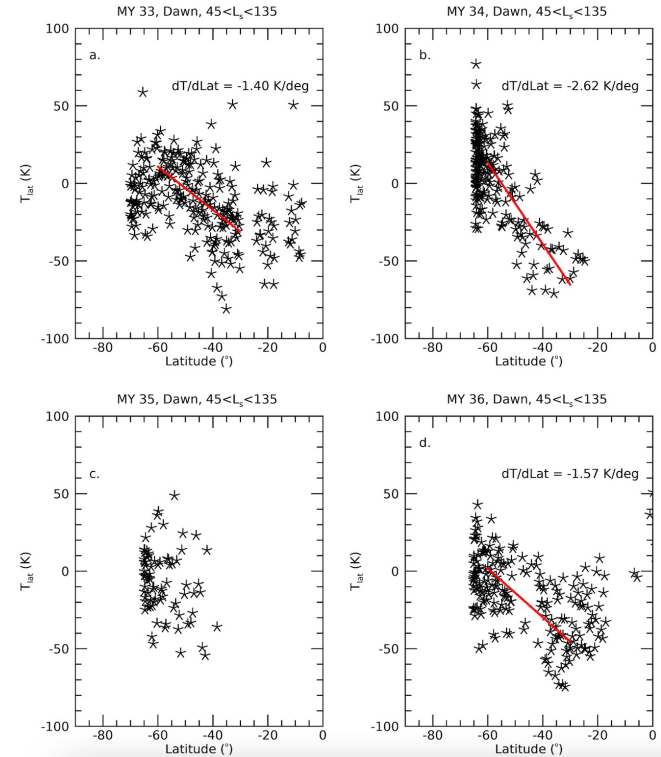 MY 33, Dawn, 45<Ls<135
a.
dT/dLat = -1.40 K/deg
100
50
0
-50
-100
Tlat (K)
-80 -60 -40 -20 0
Latitude (°)
MY 34, Dawn, 45<Ls<135
b.
dT/dLat = -2.62 K/deg
100
50
0
-50
-100
Tlat (K)
-80 -60 -40 -20 0
Latitude (°)
MY 35, Dawn, 45<Ls<135
c.
100
50
0
-50
-100
Tlat (K)
-80 -60 -40 -20 0
Latitude (°)
MY 36, Dawn, 45<Ls<135
d.
dT/dLat = -1.57 K/deg
100
50
0
-50
-100
Tlat (K)
-80 -60 -40 -20 0
Latitude (°)